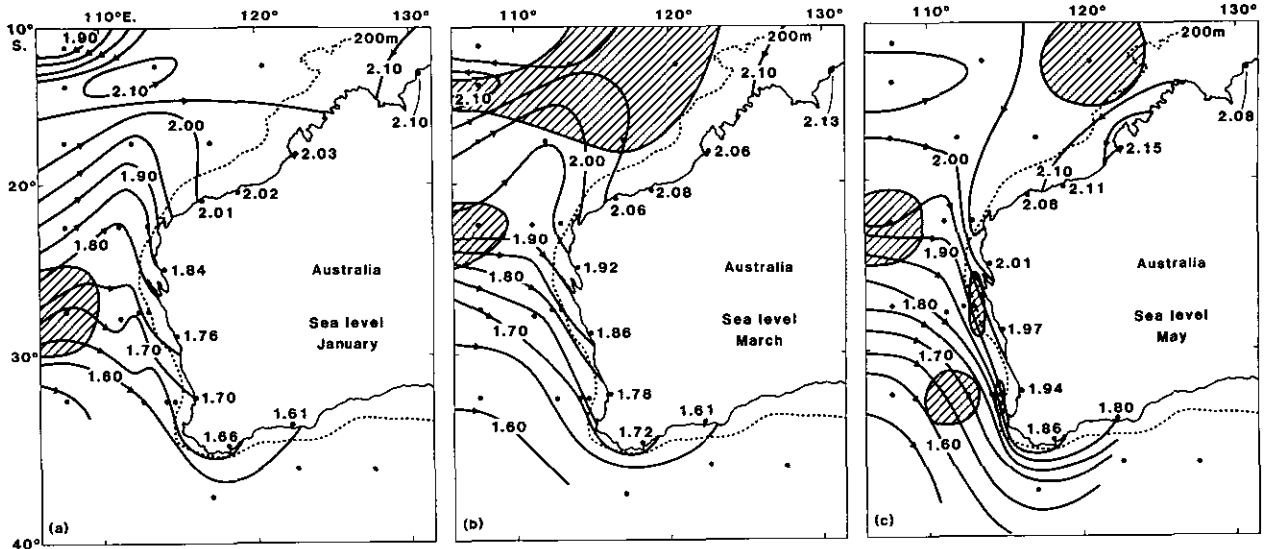 110°E. 120° 130°
10° S.
20°
30°
40°
1.90
200m
2.10
2.10
2.10
2.00
2.03
1.90
2.02
2.01
1.80
1.84
Australia
Sea level
January
1.76
1.70
1.60
1.70
1.61
1.66
(a)
110° 120° 130°
200m
2.10
2.10
2.13
2.00
2.06
2.08
2.06
1.90
1.92
Australia
1.80
Sea level
March
1.86
1.70
1.78
1.60
1.61
1.72
(b)
110° 120° 130°
200m
2.08
2.00
2.15
2.10
2.11
2.08
1.90
2.01
Australia
1.80
Sea level
May
1.97
1.70
1.94
1.80
1.86
1.60
(c)